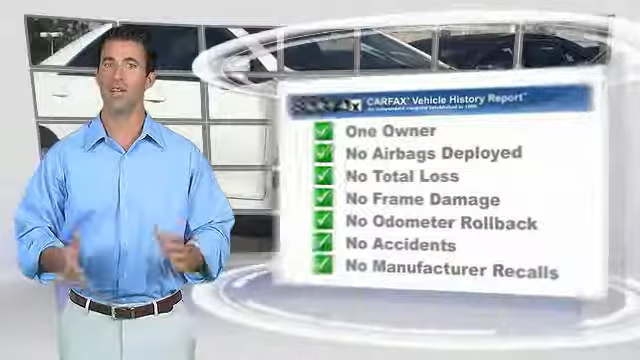 CARFAX Vehicle History Report™
One Owner
No Airbags Deployed
No Total Loss
No Frame Damage
No Odometer Rollback
No Accidents
No Manufacturer Recalls